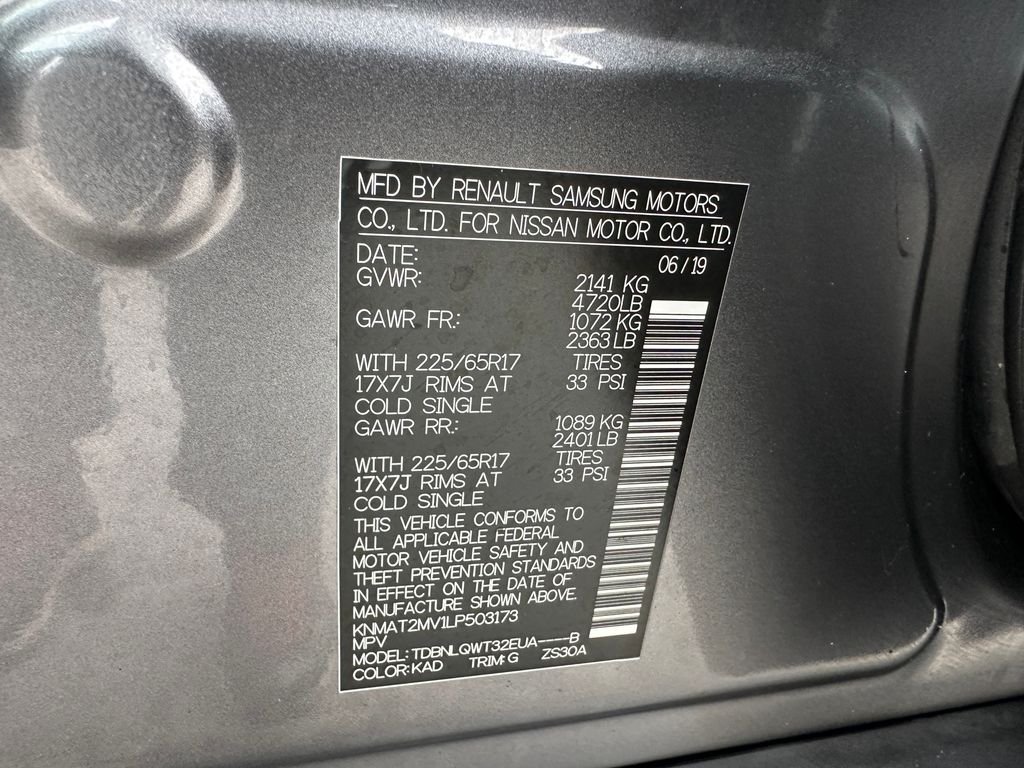 MFD BY RENAULT SAMSUNG MOTORS
CO., LTD. FOR NISSAN MOTOR CO., LTD.
DATE: 06/19
GVWR: 2141 KG
4720LB
GAWR FR.: 1072 KG
2363 LB
WITH 225/65R17 TIRES
17X7J RIMS AT 33 PSI
COLD SINGLE
GAWR RR.: 1089 KG
2401 LB
WITH 225/65R17 TIRES
17X7J RIMS AT 33 PSI
COLD SINGLE
THIS VEHICLE CONFORMS TO
ALL APPLICABLE FEDERAL
MOTOR VEHICLE SAFETY AND
THEFT PREVENTION STANDARDS
IN EFFECT ON THE DATE OF
MANUFACTURE SHOWN ABOVE.
KNMAT2MV1LP503173
MPV
MODEL: TDBNLQWT32EUA----B
COLOR: KAD TRIM: G ZS30A